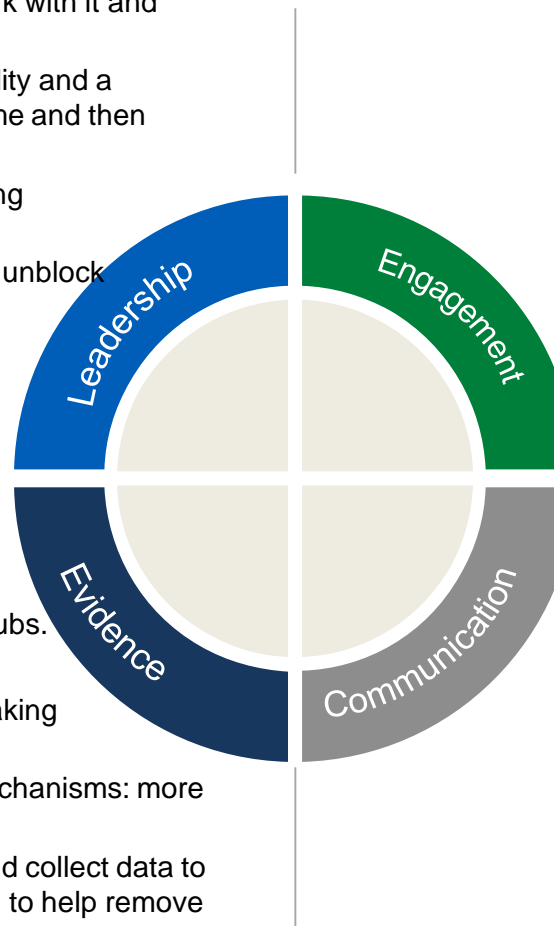 k with it and
lity and a
ne and then
ng
unblock
Leadership
Engagement
Evidence
Communication
ubs.
aking
chanisms: more
d collect data to
to help remove